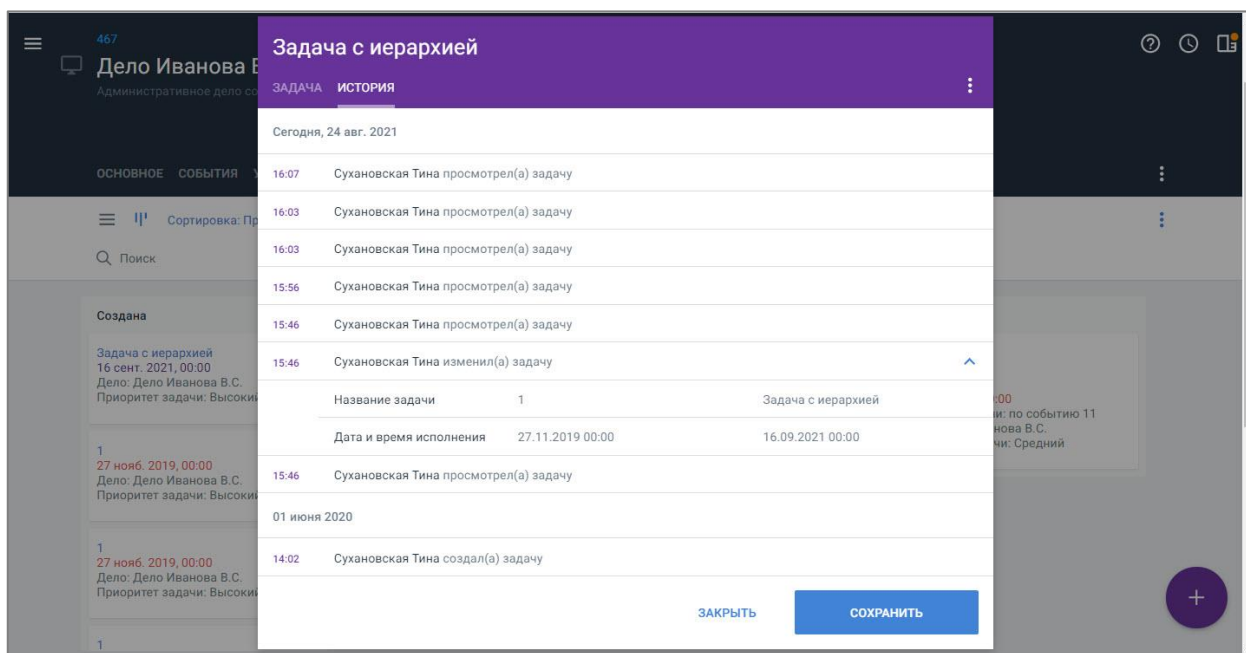 467
Дело Иванова В
Административное дело со
ОСНОВНОЕ СОБЫТИЯ
Сортировка: Пр
Поиск
Создана
Задача с иерархией
16 сент. 2021, 00:00
Дело: Дело Иванова В.С.
Приоритет задачи: Высокий
1
27 нояб. 2019, 00:00
Дело: Дело Иванова В.С.
Приоритет задачи: Высокий
1
27 нояб. 2019, 00:00
Дело: Дело Иванова В.С.
Приоритет задачи: Высокий
1
Задача с иерархией
ЗАДАЧА ИСТОРИЯ
Сегодня, 24 авг. 2021
16:07 Сухановская Тина просмотрел(а) задачу
16:03 Сухановская Тина просмотрел(а) задачу
16:03 Сухановская Тина просмотрел(а) задачу
15:56 Сухановская Тина просмотрел(а) задачу
15:46 Сухановская Тина просмотрел(а) задачу
15:46 Сухановская Тина изменил(а) задачу
Название задачи 1 Задача с иерархией
Дата и время исполнения 27.11.2019 00:00 16.09.2021 00:00
15:46 Сухановская Тина просмотрел(а) задачу
01 июня 2020
14:02 Сухановская Тина создал(а) задачу
ЗАКРЫТЬ СОХРАНИТЬ
:00
и: по событию 11
нова В.С.
чи: Средний